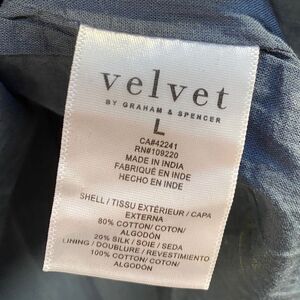 velvet
BY GRAHAM & SPENCER
L
CA#42241
RN#109220
MADE IN INDIA
FABRIQUÉ EN INDE
HECHO EN INDE
SHELL / TISSU EXTÉRIEUR / CAPA
EXTERNA
80% COTTON/ COTON/
ALGODÓN
20% SILK / SOIE / SEDA
LINING / DOUBLURE / REVESTIMIENTO
100% COTTON/ COTON/
ALGODÓN